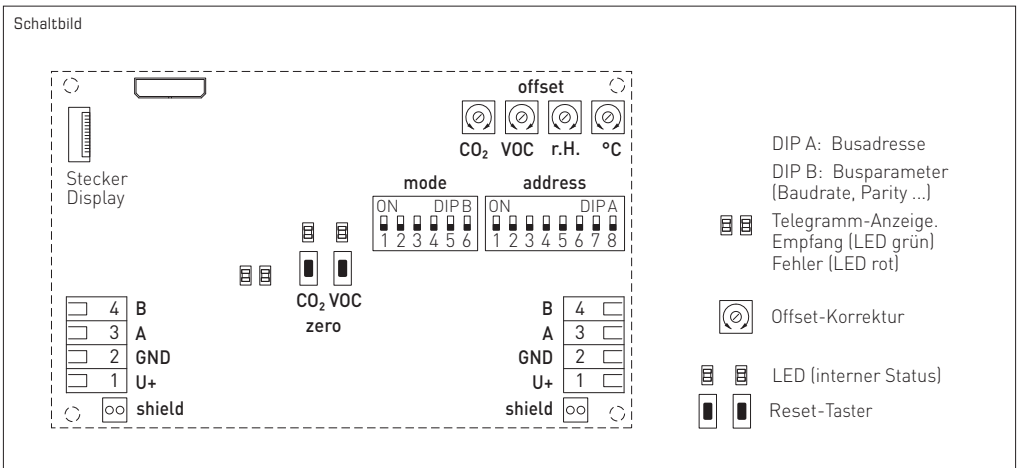 Schaltbild
offset
CO₂ VOC r.H. °C
Stecker
Display
mode
ON DIP B
1 2 3 4 5 6
address
ON DIP A
1 2 3 4 5 6 7 8
CO₂ VOC
zero
4 B
3 A
2 GND
1 U+
shield
B 4
A 3
GND 2
U+ 1
shield
DIP A: Busadresse
DIP B: Busparameter
(Baudrate, Parity ...)
Telegramm-Anzeige.
Empfang (LED grün)
Fehler (LED rot)
Offset-Korrektur
LED (interner Status)
Reset-Taster